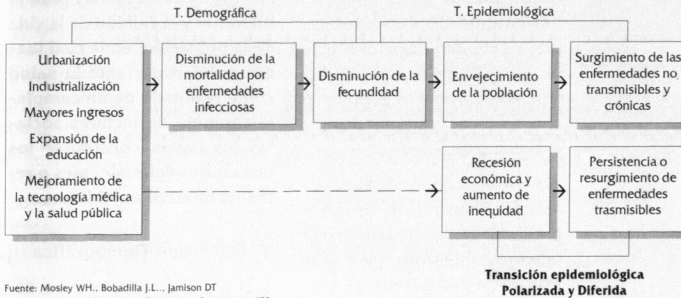 T. Demográfica
T. Epidemiológica
Urbanización
Industrialización
Mayores ingresos
Expansión de la
educación
Mejoramiento de
la tecnología médica
y la salud pública
Disminución de la
mortalidad por
enfermedades
infecciosas
Disminución de la
fecundidad
Envejecimiento
de la población
Surgimiento de las
enfermedades no
transmisibles y
crónicas
Recesión
económica y
aumento de
inequidad
Persistencia o
resurgimiento de
enfermedades
trasmisibles
Transición epidemiológica
Polarizada y Diferida
Fuente: Mosley WH.. Bobadilla J.L... Jamison DT